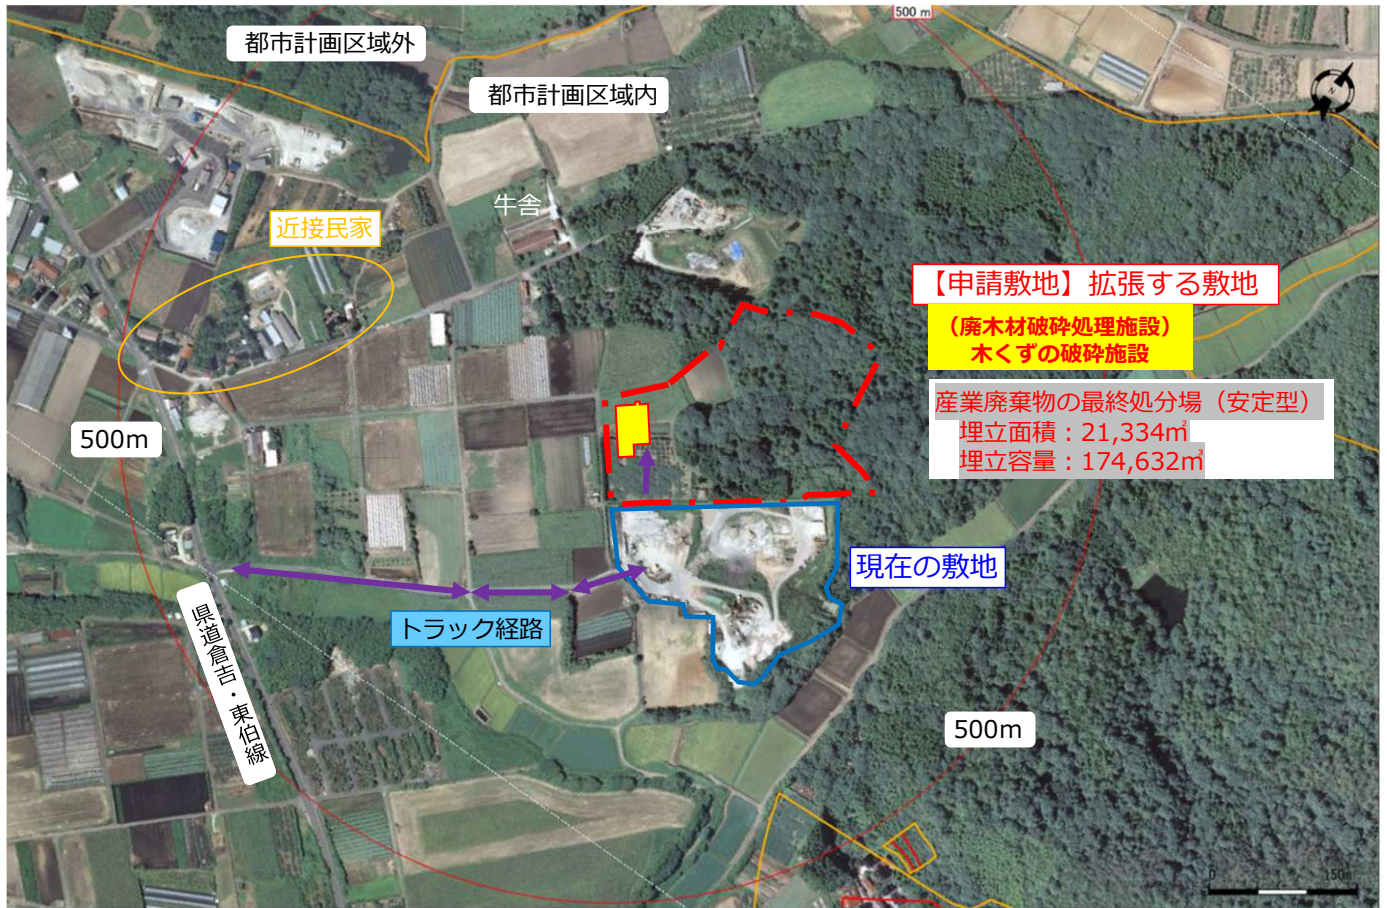 500 m
都市計画区域外
都市計画区域内
N
牛舎
近接民家
【申請敷地】拡張する敷地
（廃木材破砕処理施設）
木くずの破砕施設
産業廃棄物の最終処分場（安定型）
埋立面積：21,334㎡
埋立容量：174,632㎥
500m
現在の敷地
トラック経路
県道倉吉・東伯線
500m
0 150m